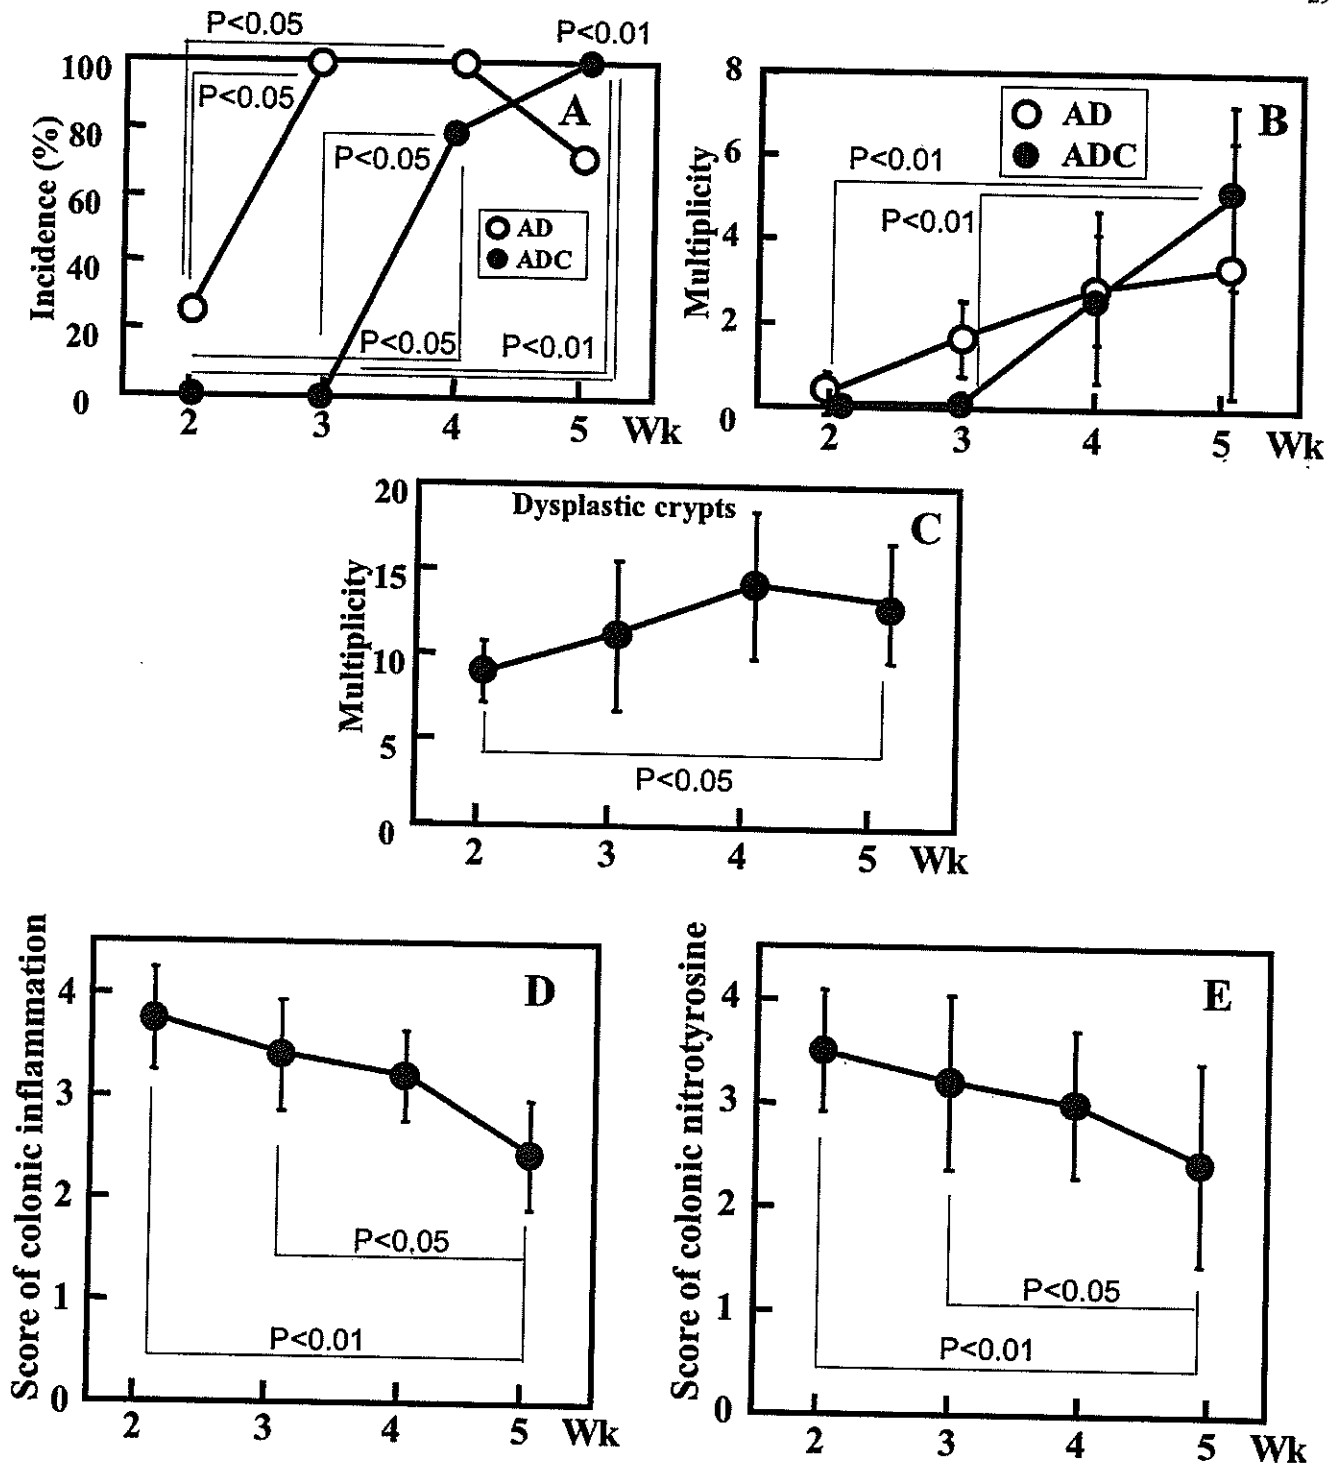 P<0.05
P<0.01
100
P<0.05
A
80
P<0.05
60
AD
ADC
40
20
P<0.05
P<0.01
0
2
3
4
5
Wk
Incidence (%)
8
AD
ADC
B
6
P<0.01
P<0.01
4
2
0
2
3
4
5
Wk
Multiplicity
20
Dysplastic crypts
C
15
10
5
P<0.05
0
2
3
4
5
Wk
Multiplicity
D
4
3
2
P<0.05
1
P<0.01
0
2
3
4
5
Wk
Score of colonic inflammation
E
4
3
2
P<0.05
1
P<0.01
0
2
3
4
5
Wk
Score of colonic nitrotyrosine